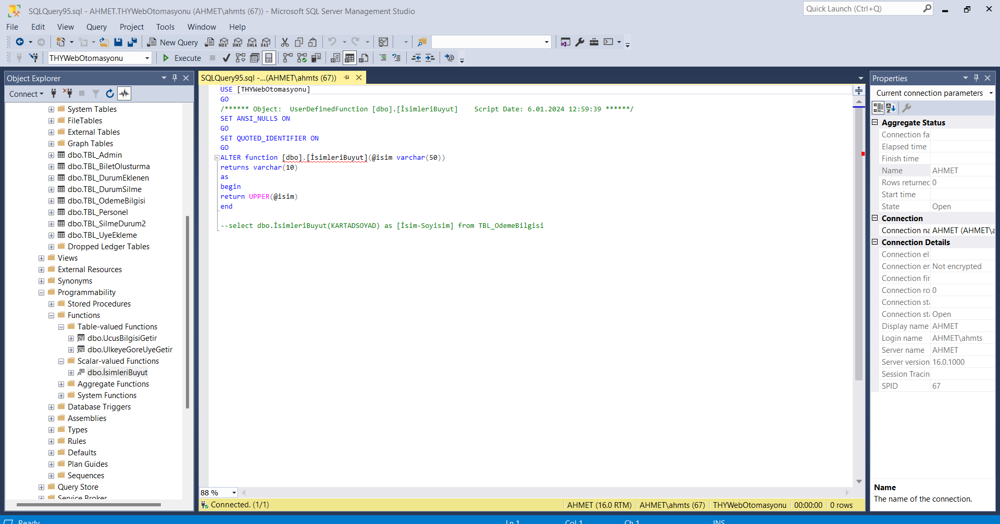 SQLQuery95.sql - AHMET.THYWebOtomasyonu (AHMET\ahmts (67)) - Microsoft SQL Server Management Studio
Quick Launch (Ctrl+Q)
File Edit View Query Project Tools Window Help
New Query MDX DMX XMLA DAX
THYWebOtomasyonu Execute
Object Explorer
Connect
System Tables
FileTables
External Tables
Graph Tables
dbo.TBL_Admin
dbo.TBL_BiletOlusturma
dbo.TBL_DurumEklenen
dbo.TBL_DurumSilme
dbo.TBL_OdemeBilgisi
dbo.TBL_Personel
dbo.TBL_SilmeDurum2
dbo.TBL_UyeEkleme
Dropped Ledger Tables
Views
External Resources
Synonyms
Programmability
Stored Procedures
Functions
Table-valued Functions
dbo.UcusBilgisiGetir
dbo.UlkeyeGoreUyeGetir
Scalar-valued Functions
dbo.İsimleriBuyut
Aggregate Functions
System Functions
Database Triggers
Assemblies
Types
Rules
Defaults
Plan Guides
Sequences
Query Store
Service Broker
SQLQuery95.sql -...(AHMET\ahmts (67))
USE [THYWebOtomasyonu]
GO
/****** Object:  UserDefinedFunction [dbo].[İsimleriBuyut]    Script Date: 6.01.2024 12:59:39 ******/
SET ANSI_NULLS ON
GO
SET QUOTED_IDENTIFIER ON
GO
ALTER function [dbo].[İsimleriBuyut](@isim varchar(50))
returns varchar(10)
as
begin
return UPPER(@isim)
end
--select dbo.İsimleriBuyut(KARTADSOYAD) as [İsim-Soyisim] from TBL_OdemeBilgisi
88 %
Connected. (1/1) AHMET (16.0 RTM) AHMET\ahmts (67) THYWebOtomasyonu 00:00:00 0 rows
Properties
Current connection parameters
Aggregate Status
Connection fa
Elapsed time
Finish time
Name AHMET
Rows returned 0
Start time
State Open
Connection
Connection na AHMET (AHMET\a
Connection Details
Connection el
Connection er Not encrypted
Connection fir
Connection ro 0
Connection st
Connection st Open
Display name AHMET
Login name AHMET\ahmts
Server name AHMET
Server version 16.0.1000
Session Tracin
SPID 67
Name
The name of the connection.
Ready Ln 1 Col 1 Ch 1 INS